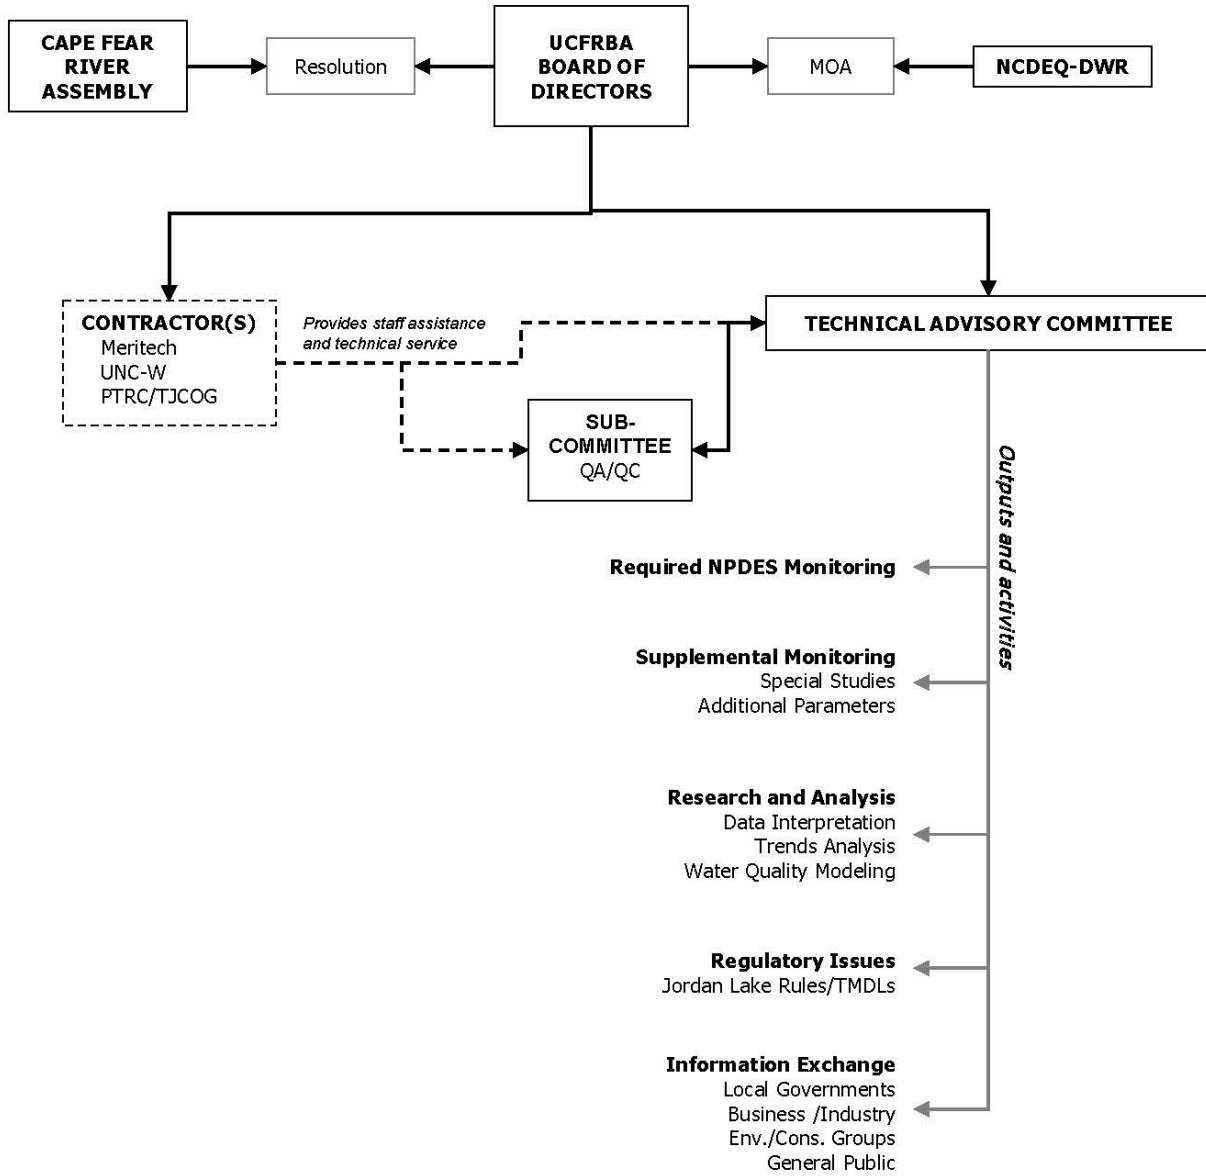 CAPE FEAR
RIVER
ASSEMBLY
Resolution
UCFRBA
BOARD OF
DIRECTORS
MOA
NCDEQ-DWR
CONTRACTOR(S)
Meritech
UNC-W
PTRC/TJCOG
Provides staff assistance
and technical service
TECHNICAL ADVISORY COMMITTEE
SUB-
COMMITTEE
QA/QC
Outputs and activities
Required NPDES Monitoring
Supplemental Monitoring
Special Studies
Additional Parameters
Research and Analysis
Data Interpretation
Trends Analysis
Water Quality Modeling
Regulatory Issues
Jordan Lake Rules/TMDLs
Information Exchange
Local Governments
Business /Industry
Env./Cons. Groups
General Public